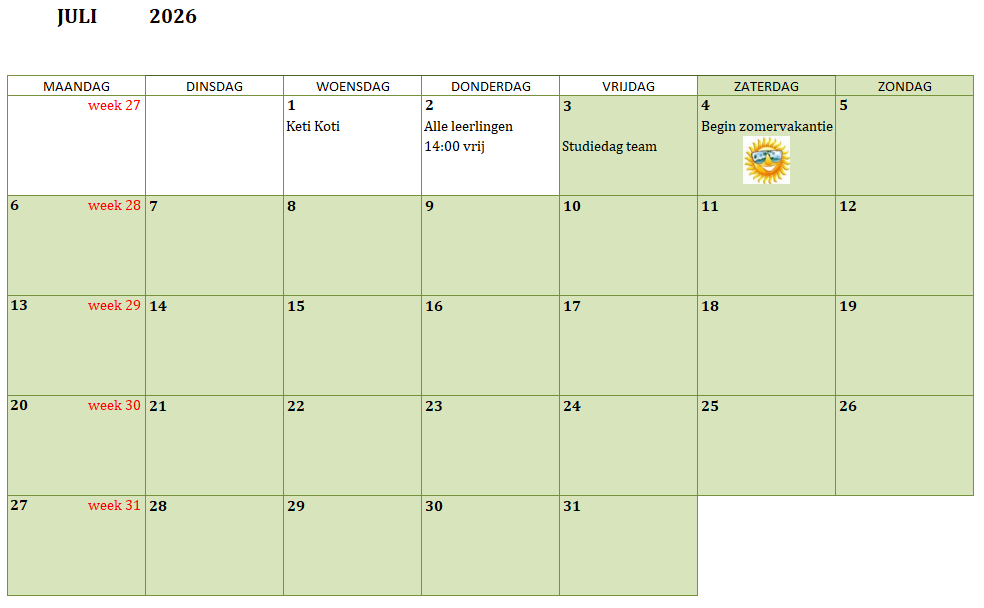 JULI 2026
MAANDAG DINSDAG WOENSDAG DONDERDAG VRIJDAG ZATERDAG ZONDAG
week 27 1 2 3 4 5
Keti Koti Alle leerlingen Begin zomervakantie
14:00 vrij Studiedag team
6 week 28 7 8 9 10 11 12
13 week 29 14 15 16 17 18 19
20 week 30 21 22 23 24 25 26
27 week 31 28 29 30 31